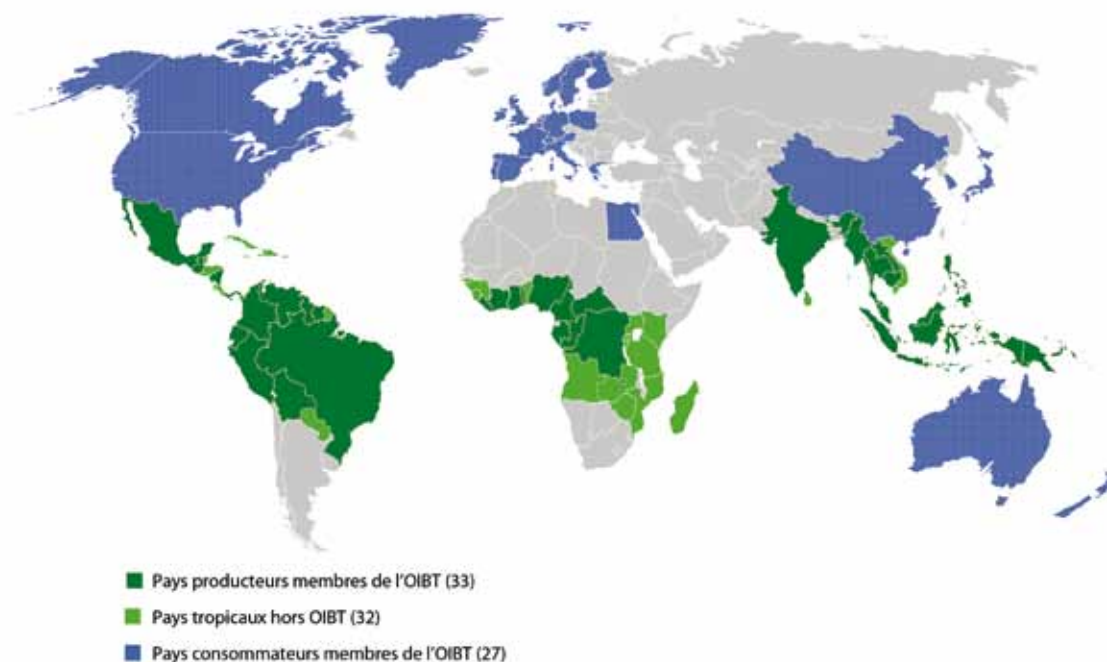 Pays producteurs membres de l'OIBT (33)
Pays tropicaux hors OIBT (32)
Pays consommateurs membres de l'OIBT (27)